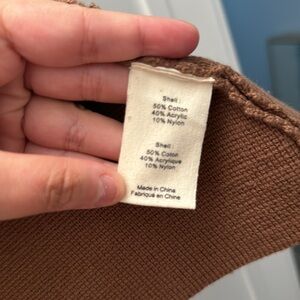 Shell :
50% Cotton
40% Acrylic
10% Nylon
Shell :
50% Coton
40% Acrylique
10% Nylon
Made in China
Fabriqué en Chine